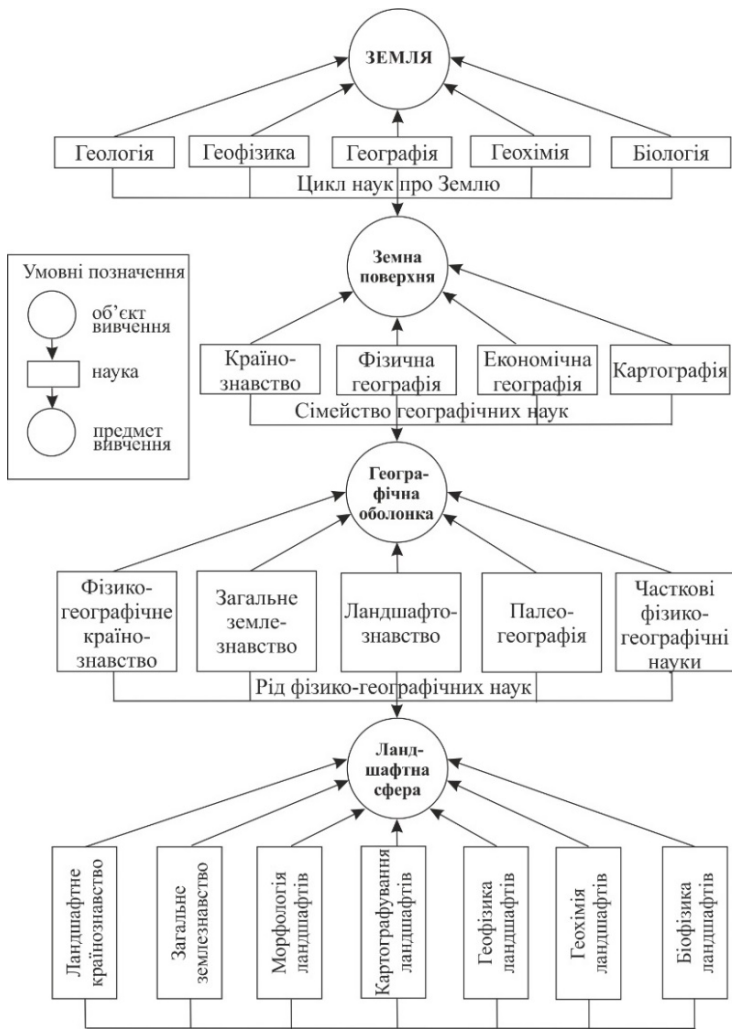 ЗЕМЛЯ
Геологія
Геофізика
Географія
Геохімія
Біологія
Цикл наук про Землю
Земна
поверхня
Умовні позначення
об’єкт
вивчення
наука
предмет
вивчення
Країно-
знавство
Фізична
географія
Економічна
географія
Картографія
Сімейство географічних наук
Геогра-
фічна
оболонка
Фізико-
географічне
країно-
знавство
Загальне
земле-
знавство
Ландшафто-
знавство
Палео-
географія
Часткові
фізико-
географічні
науки
Рід фізико-географічних наук
Ланд-
шафтна
сфера
Ландшафтне
країнознавство
Загальне
землезнавство
Морфологія
ландшафтів
Картографування
ландшафтів
Геофізика
ландшафтів
Геохімія
ландшафтів
Біофізика
ландшафтів